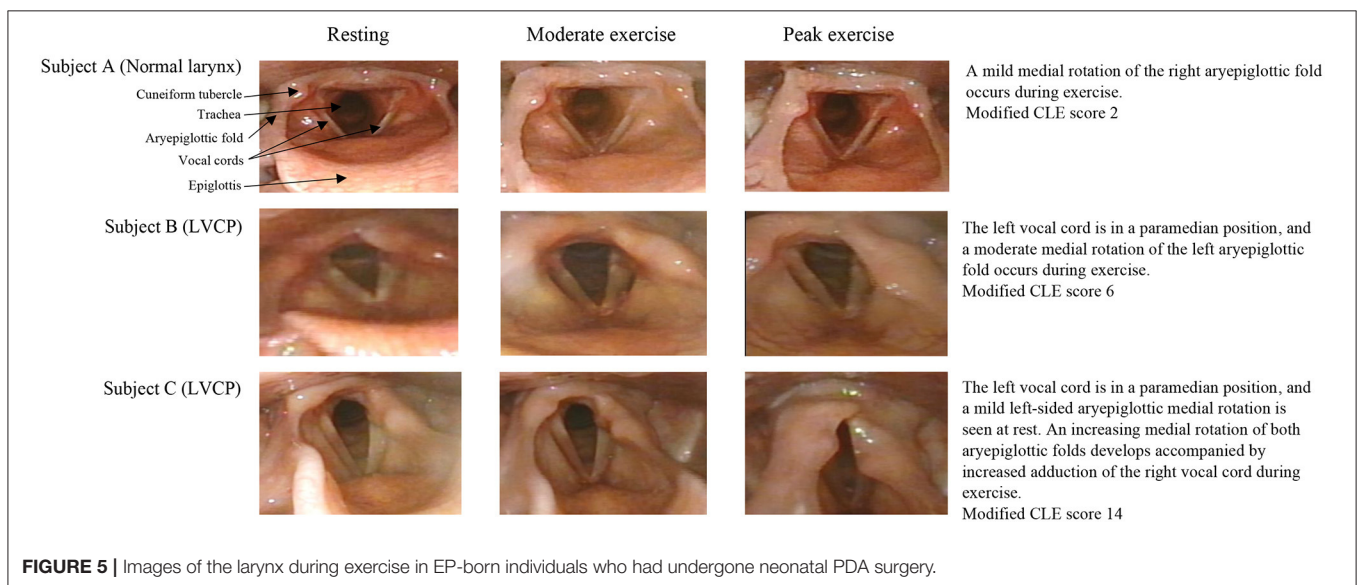 Resting Moderate exercise Peak exercise
Subject A (Normal larynx)
Cuneiform tubercle
Trachea
Aryepiglottic fold
Vocal cords
Epiglottis
A mild medial rotation of the right aryepiglottic fold
occurs during exercise.
Modified CLE score 2
Subject B (LVCP)
The left vocal cord is in a paramedian position, and
a moderate medial rotation of the left aryepiglottic
fold occurs during exercise.
Modified CLE score 6
Subject C (LVCP)
The left vocal cord is in a paramedian position, and
a mild left-sided aryepiglottic medial rotation is
seen at rest. An increasing medial rotation of both
aryepiglottic folds develops accompanied by
increased adduction of the right vocal cord during
exercise.
Modified CLE score 14
FIGURE 5 | Images of the larynx during exercise in EP-born individuals who had undergone neonatal PDA surgery.